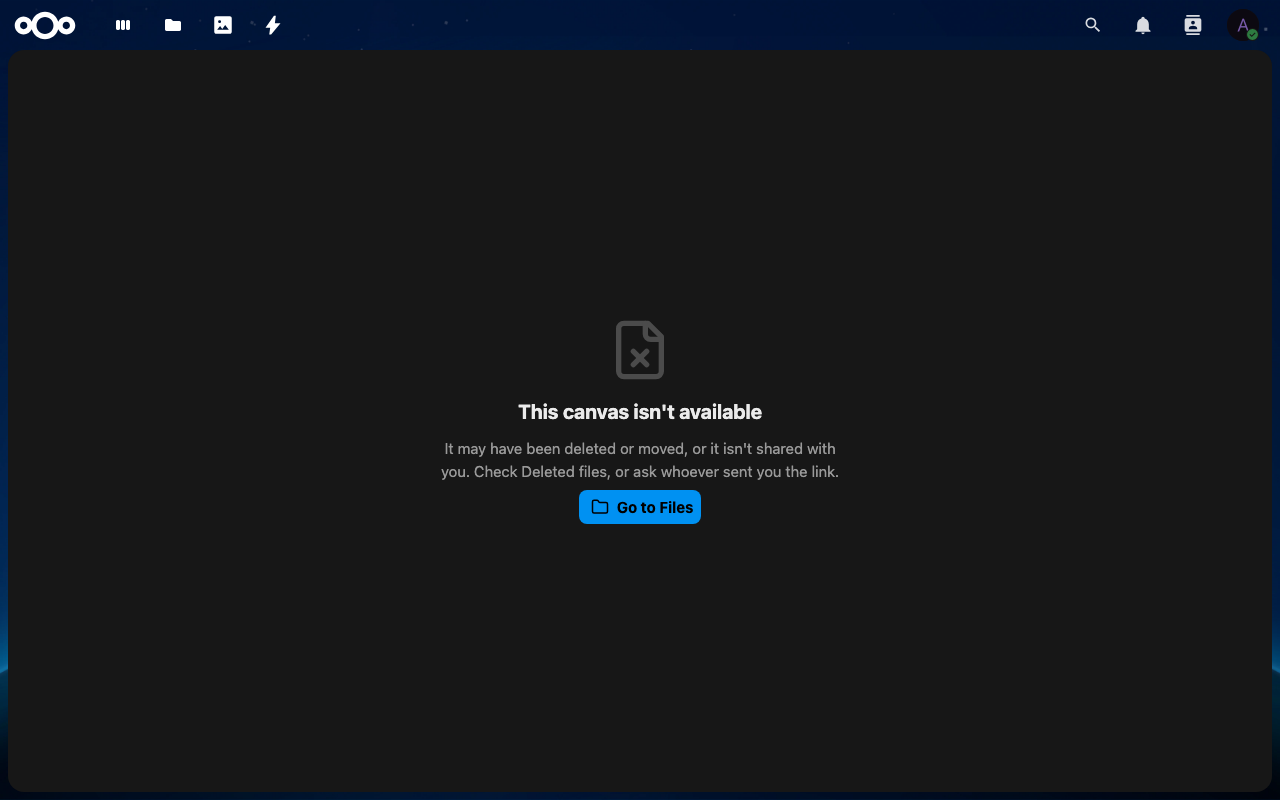 A
This canvas isn't available
It may have been deleted or moved, or it isn't shared with
you. Check Deleted files, or ask whoever sent you the link.
Go to Files